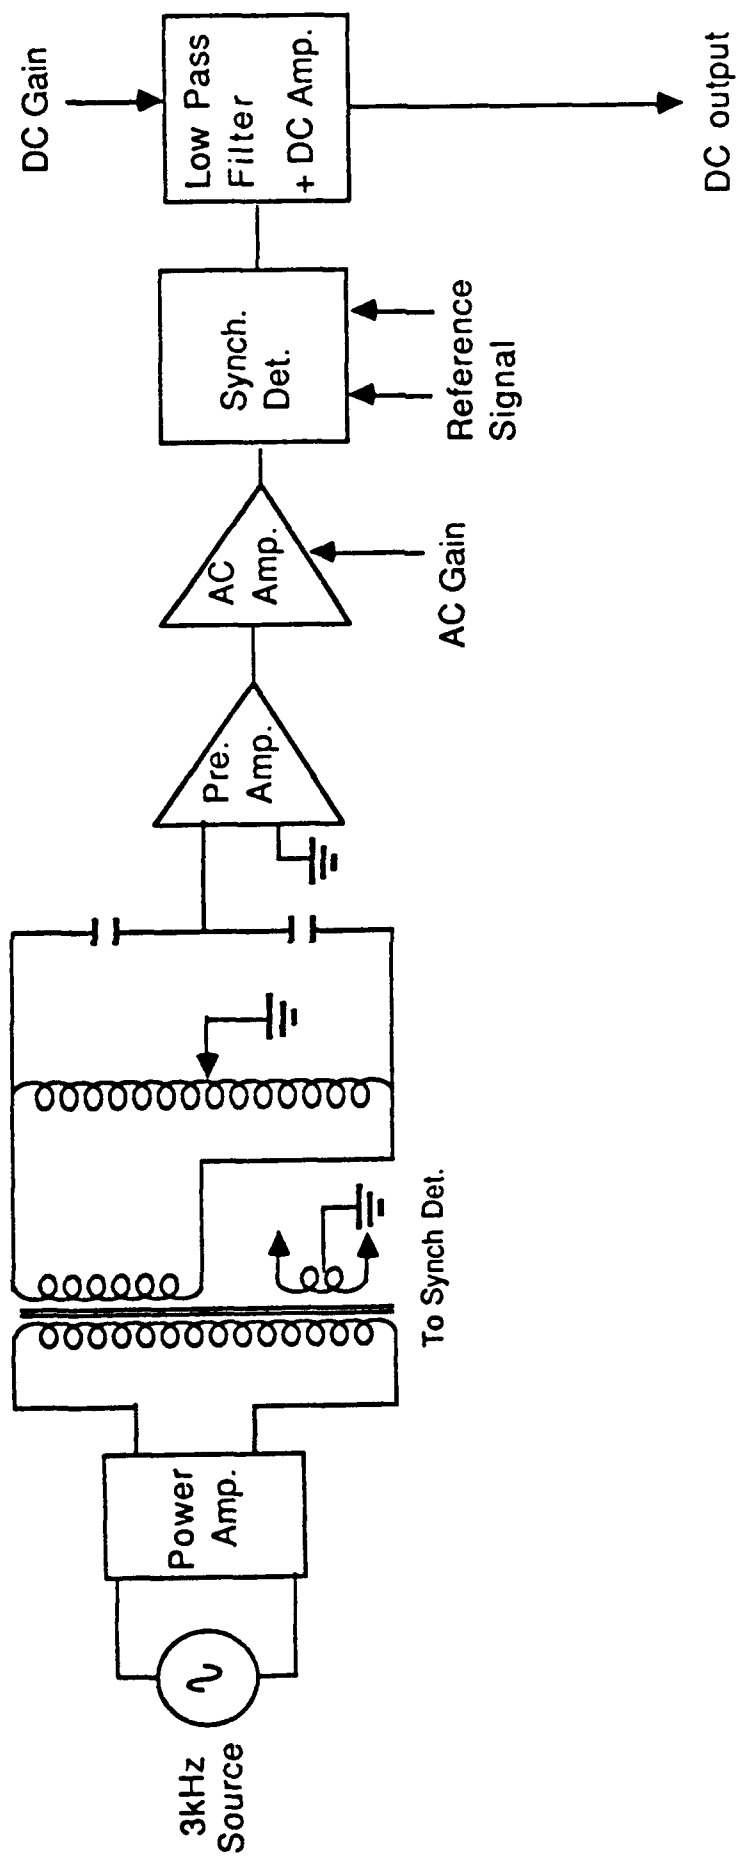 3kHz
Source
Power
Amp.
To Synch Det.
Pre.
Amp.
AC
Amp.
AC Gain
Synch.
Det.
Reference
Signal
Low Pass
Filter
+ DC Amp.
DC Gain
DC output